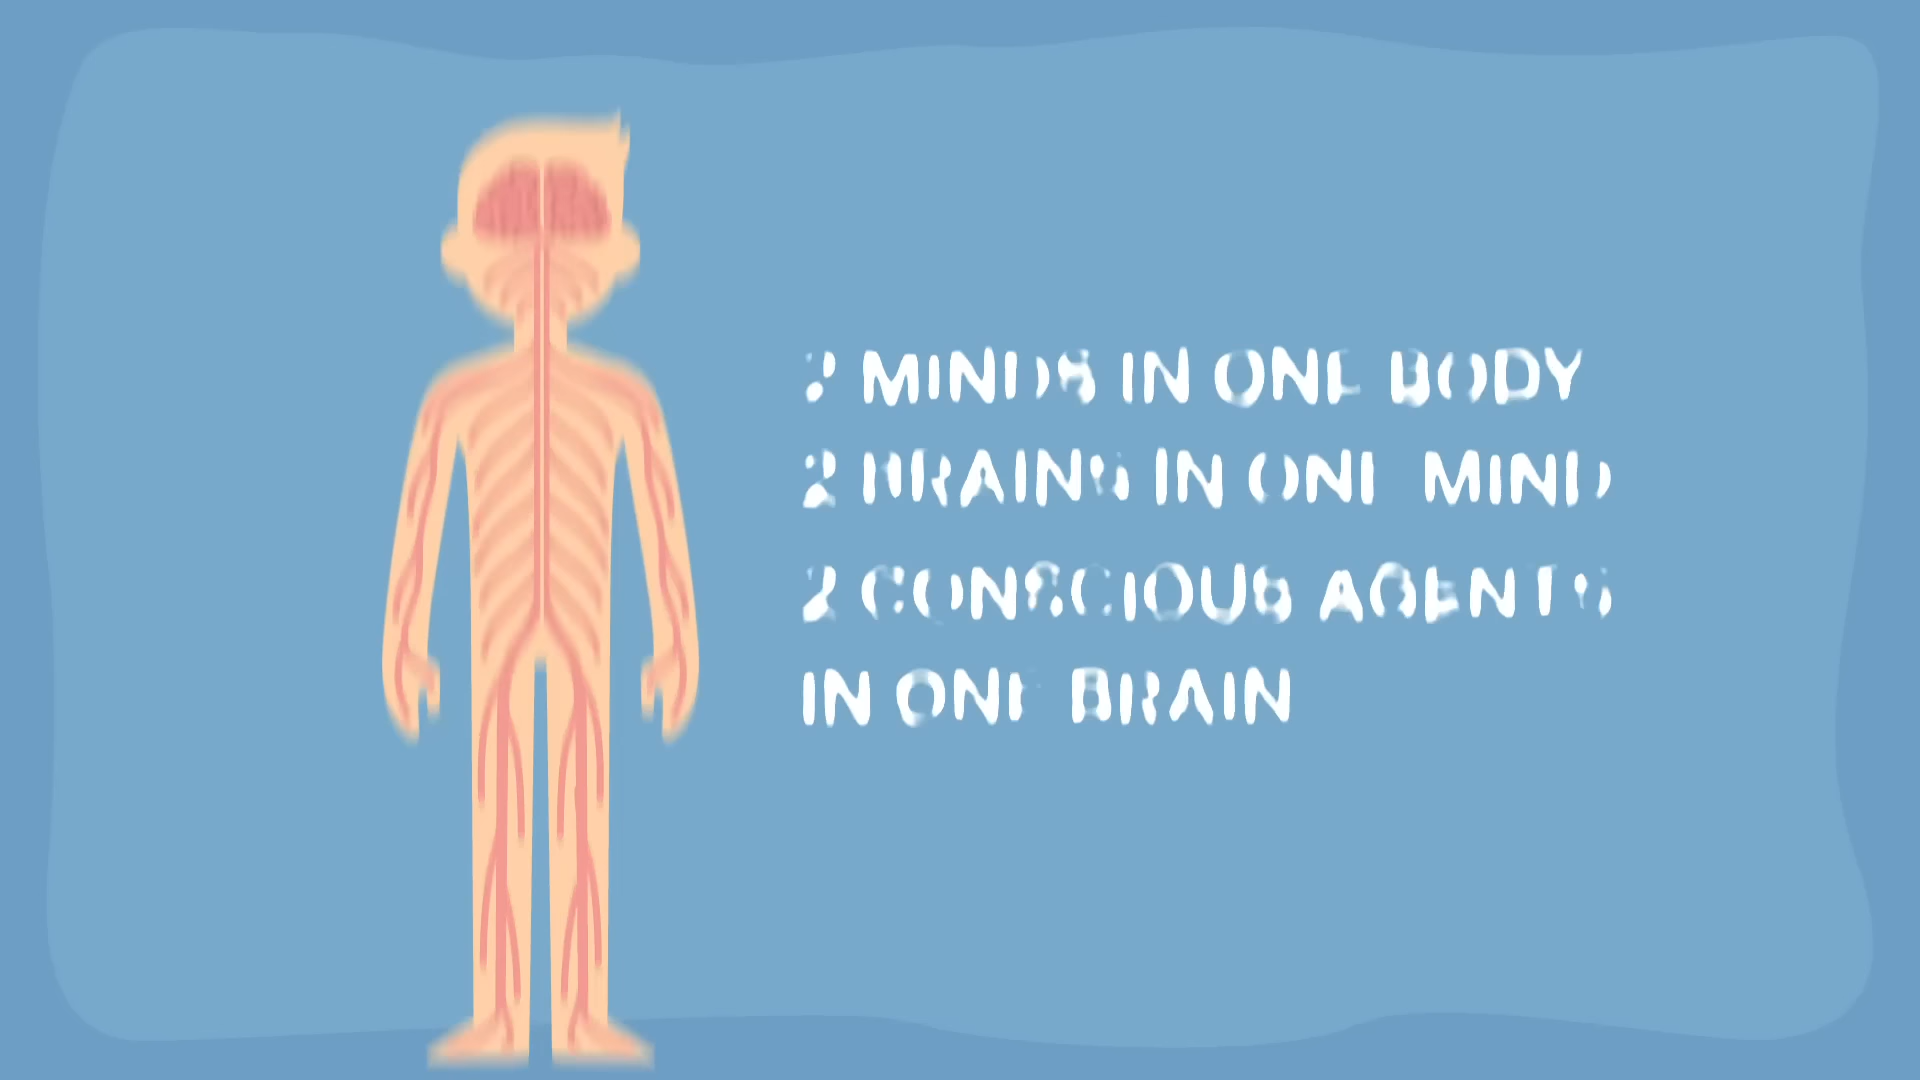 2 MINDS IN ONE BODY
2 BRAINS IN ONE MIND
2 CONSCIOUS AGENTS
IN ONE BRAIN